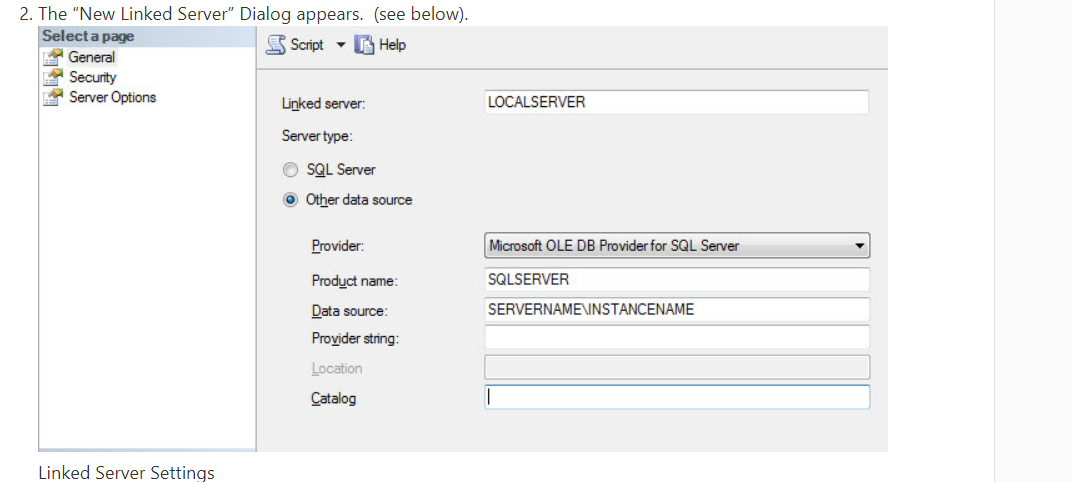 2. The “New Linked Server” Dialog appears. (see below).
Select a page
General
Security
Server Options
Script Help
Linked server: LOCALSERVER
Server type:
SQL Server
Other data source
Provider: Microsoft OLE DB Provider for SQL Server
Product name: SQLSERVER
Data source: SERVERNAME\INSTANCENAME
Provider string:
Location
Catalog
Linked Server Settings